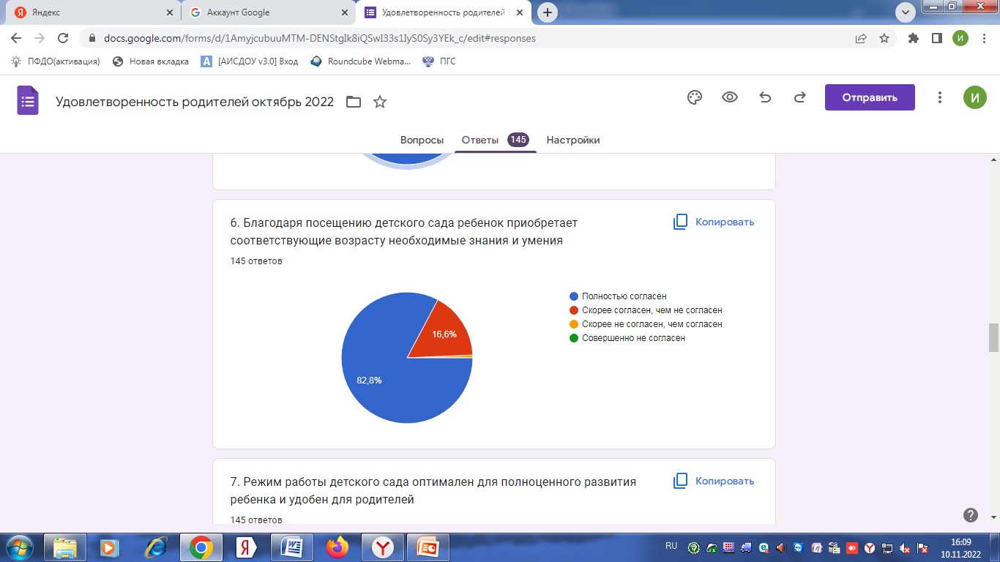 Яндекс
Аккаунт Google
Удовлетворенность родителей
docs.google.com/forms/d/1AmyjcubuuMTM-DENStgIk8iQSwI33s1IyS0Sy3YEk_c/edit#responses
И
ПФДО(активация)
Новая вкладка
[АИСДОУ v3.0] Вход
Roundcube Webma...
ПГС
Удовлетворенность родителей октябрь 2022
Отправить
И
Вопросы
Ответы 145
Настройки
6. Благодаря посещению детского сада ребенок приобретает
соответствующие возрасту необходимые знания и умения
Копировать
145 ответов
Полностью согласен
Скорее согласен, чем не согласен
Скорее не согласен, чем согласен
Совершенно не согласен
16,6%
82,8%
7. Режим работы детского сада оптимален для полноценного развития
ребенка и удобен для родителей
Копировать
145 ответов
RU
16:09
10.11.2022